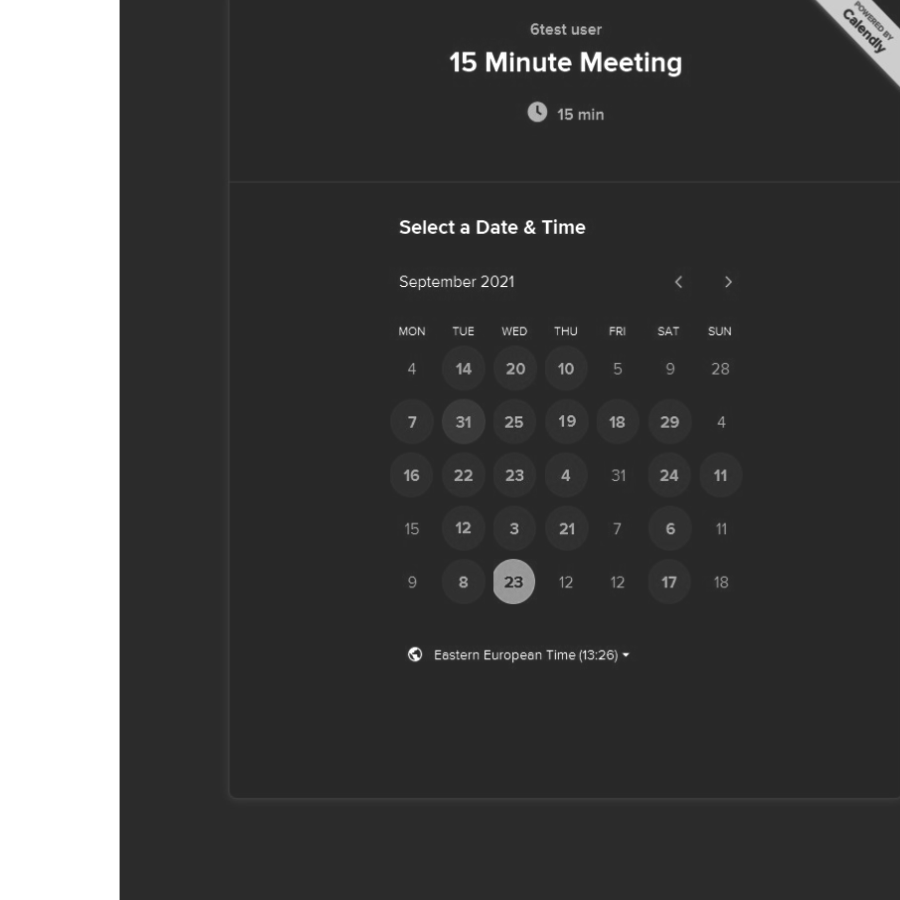 6test user
POWERED BY
Calendly
15 Minute Meeting
15 min
Select a Date & Time
September 2021
MON TUE WED THU FRI SAT SUN
4 14 20 10 5 9 28
7 31 25 19 18 29 4
16 22 23 4 31 24 11
15 12 3 21 7 6 11
9 8 23 12 12 17 18
Eastern European Time (13:26)